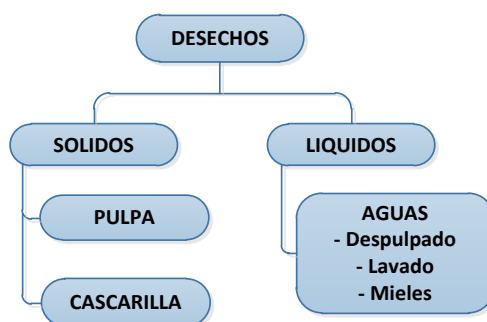 DESECHOS
SOLIDOS
LIQUIDOS
PULPA
CASCARILLA
AGUAS
- Despulpado
- Lavado
- Mieles